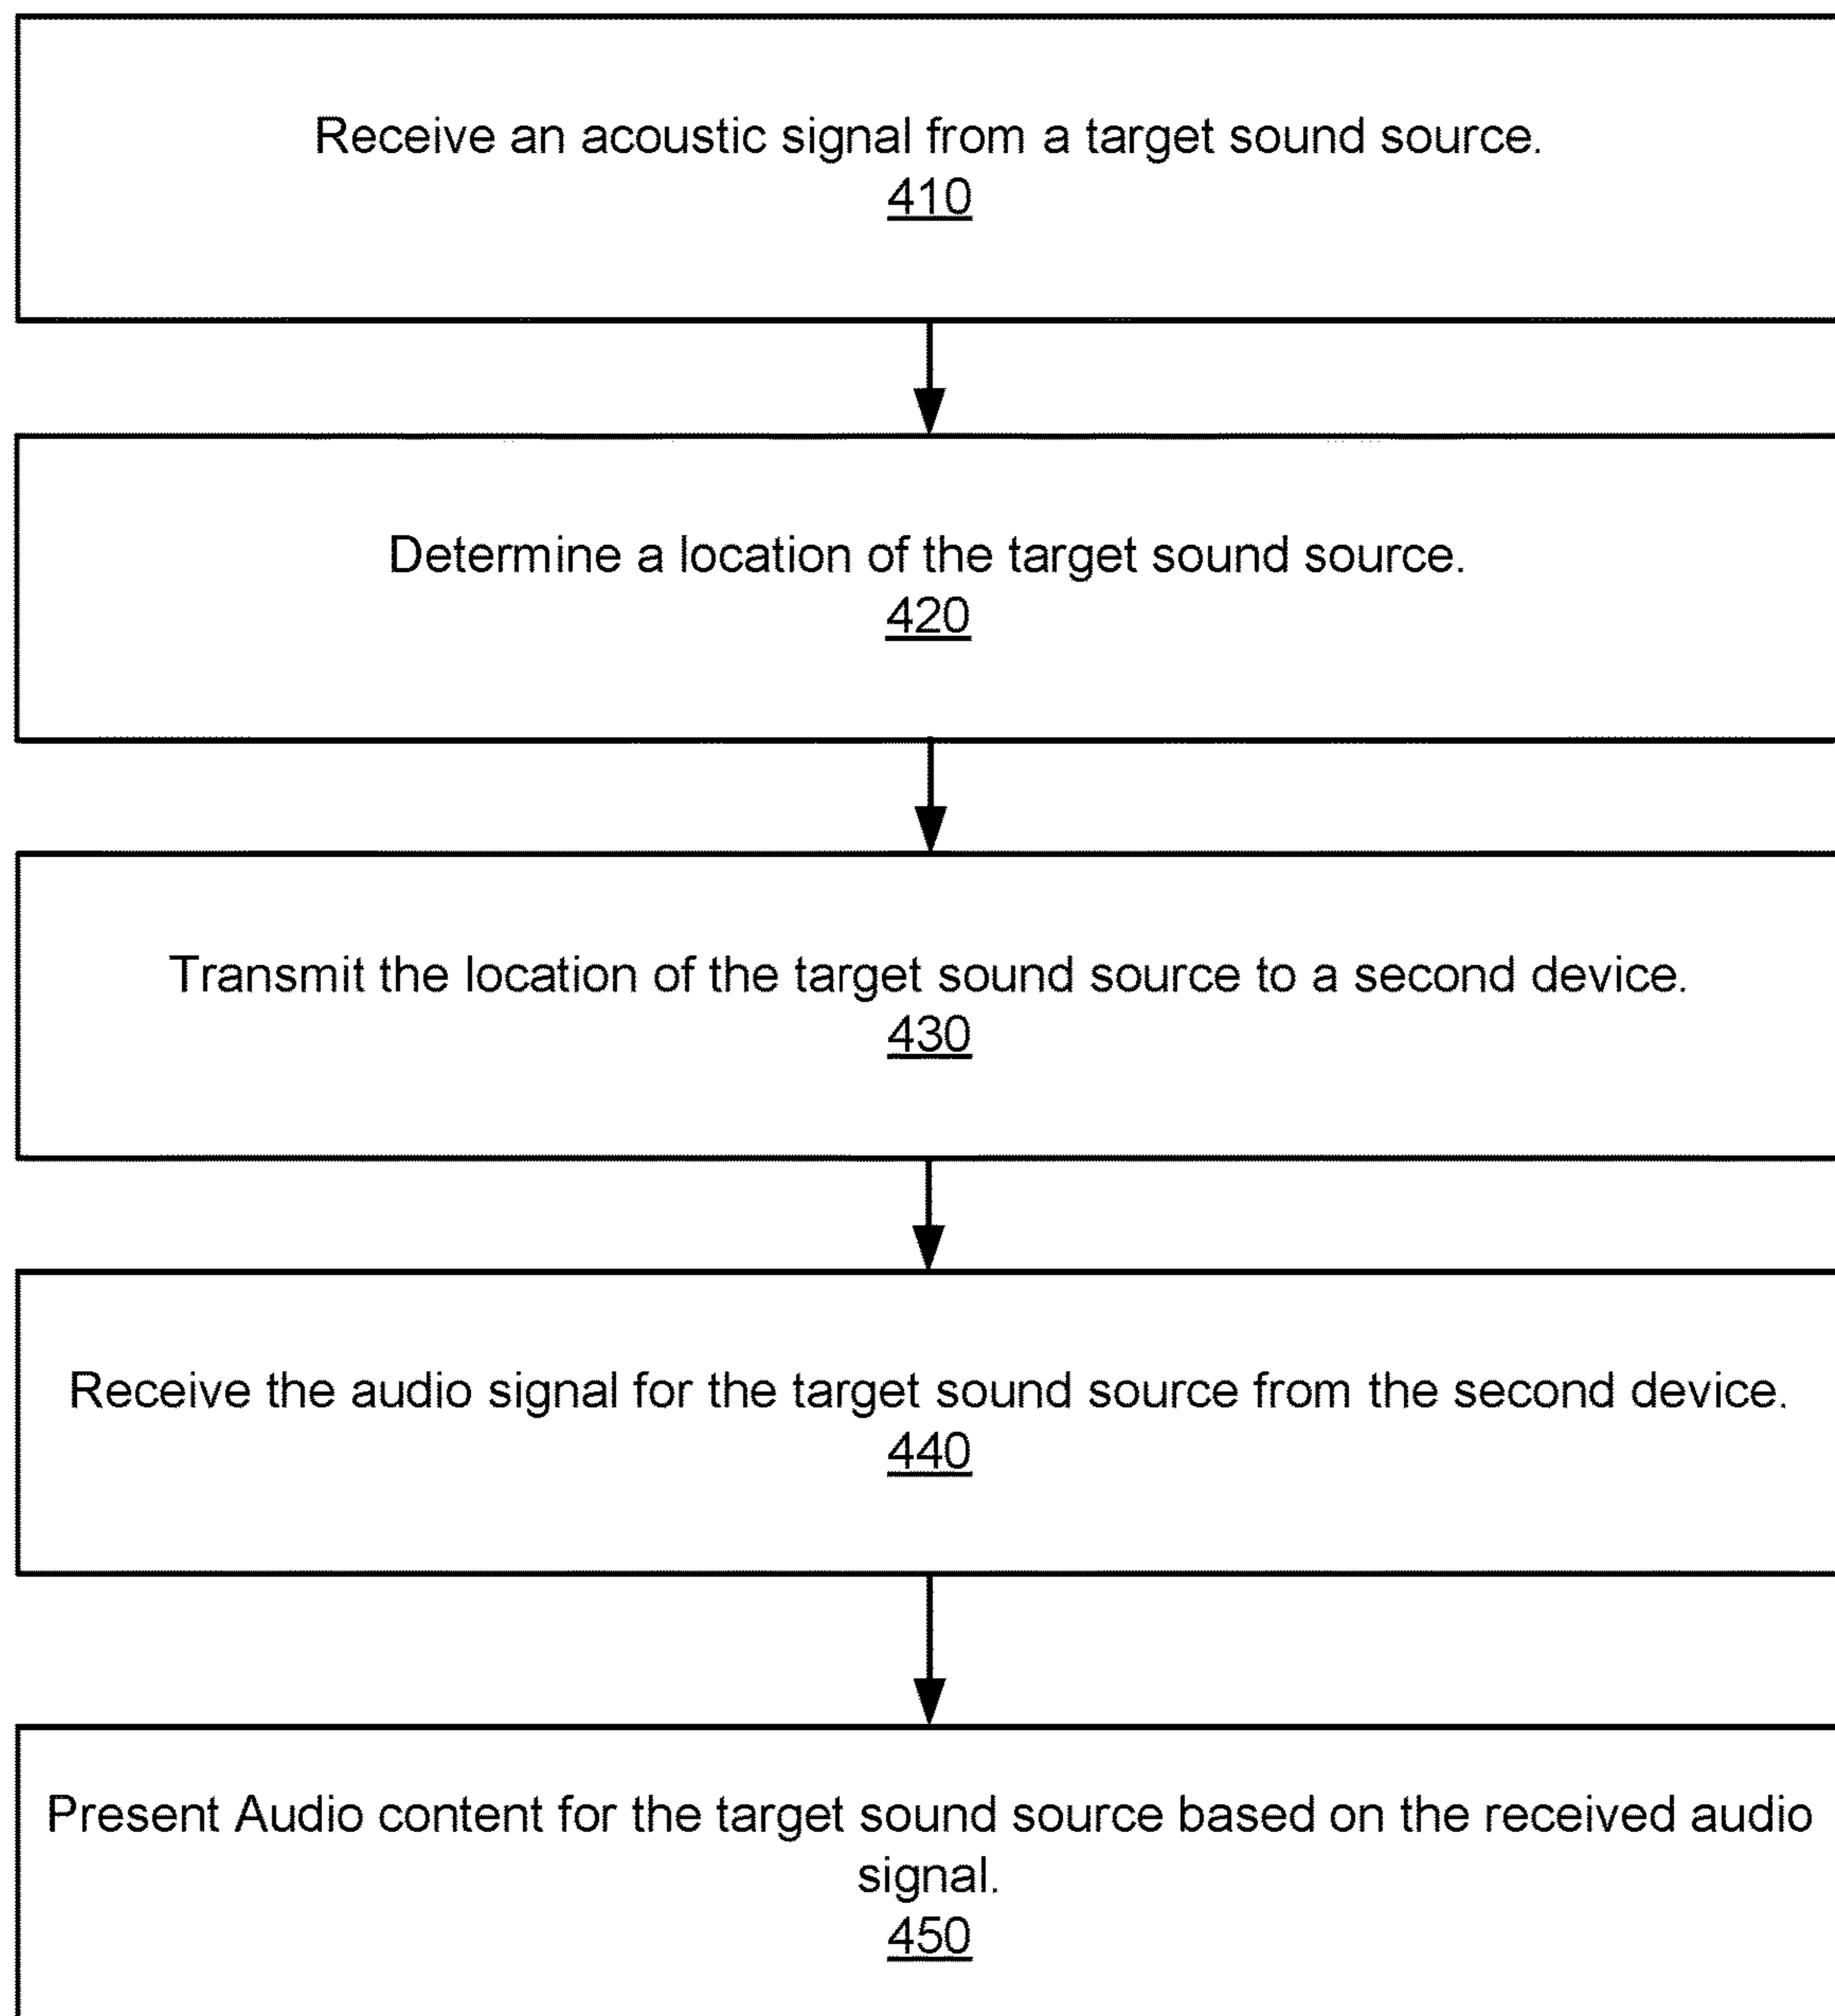 Receive an acoustic signal from a target sound source.
410
Determine a location of the target sound source.
420
Transmit the location of the target sound source to a second device.
430
Receive the audio signal for the target sound source from the second device.
440
Present Audio content for the target sound source based on the received audio
signal.
450